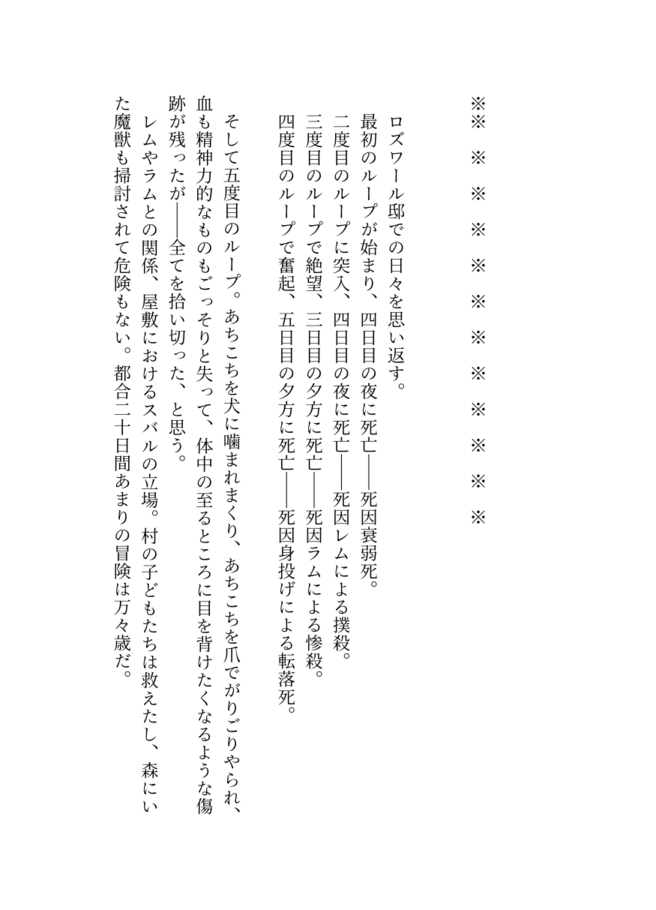 ※※　※　※　※　※　※　※　※　※　※　※　※
ロズワール邸での日々を思い返す。
最初のループが始まり、四日目の夜に死亡――死因衰弱死。
二度目のループに突入、四日目の夜に死亡――死因レムによる撲殺。
三度目のループで絶望、三日目の夕方に死亡――死因ラムによる惨殺。
四度目のループで奮起、五日目の夕方に死亡――死因身投げによる転落死。
そして五度目のループ。あちこちを犬に噛まれまくり、あちこちを爪でがりごりやられ、
血も精神力的なものもごっそりと失って、体中の至るところに目を背けたくなるような傷
跡が残ったが――全てを拾い切った、と思う。
レムやラムとの関係、屋敷におけるスバルの立場。村の子どもたちは救えたし、森にい
た魔獣も掃討されて危険もない。都合二十日間あまりの冒険は万々歳だ。